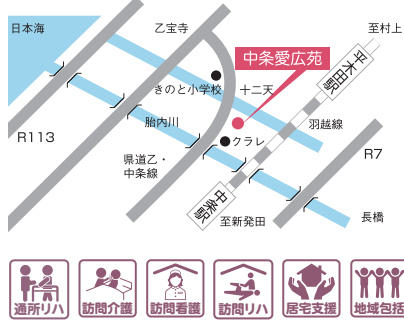 日本海
乙宝寺
至村上
中条愛広苑
平木田駅
きのと小学校
十二天
胎内川
羽越線
クラレ
R113
県道乙・
中条線
R7
中条駅
至新発田
長橋
通所リハ
訪問介護
訪問看護
訪問リハ
居宅支援
地域包括